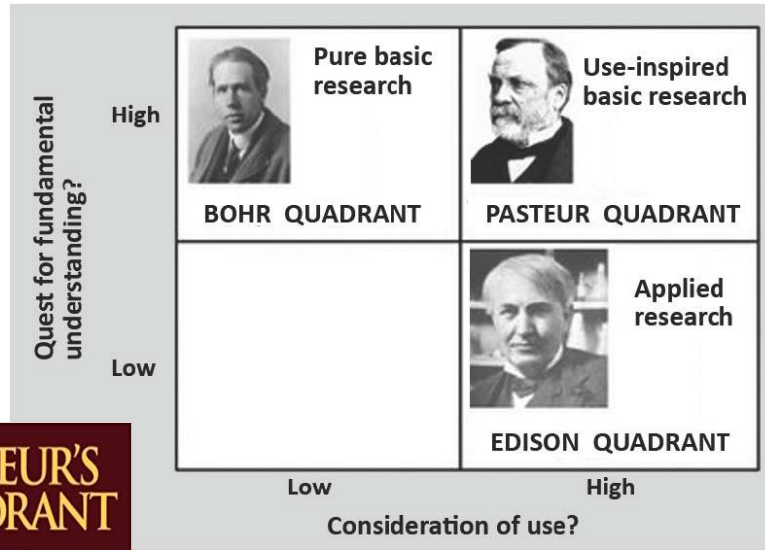 Pure basic
research
Use-inspired
basic research
High
BOHR QUADRANT
PASTEUR QUADRANT
Quest for fundamental
understanding?
Applied
research
Low
EDISON QUADRANT
EUR'S
RANT
Low
High
Consideration of use?